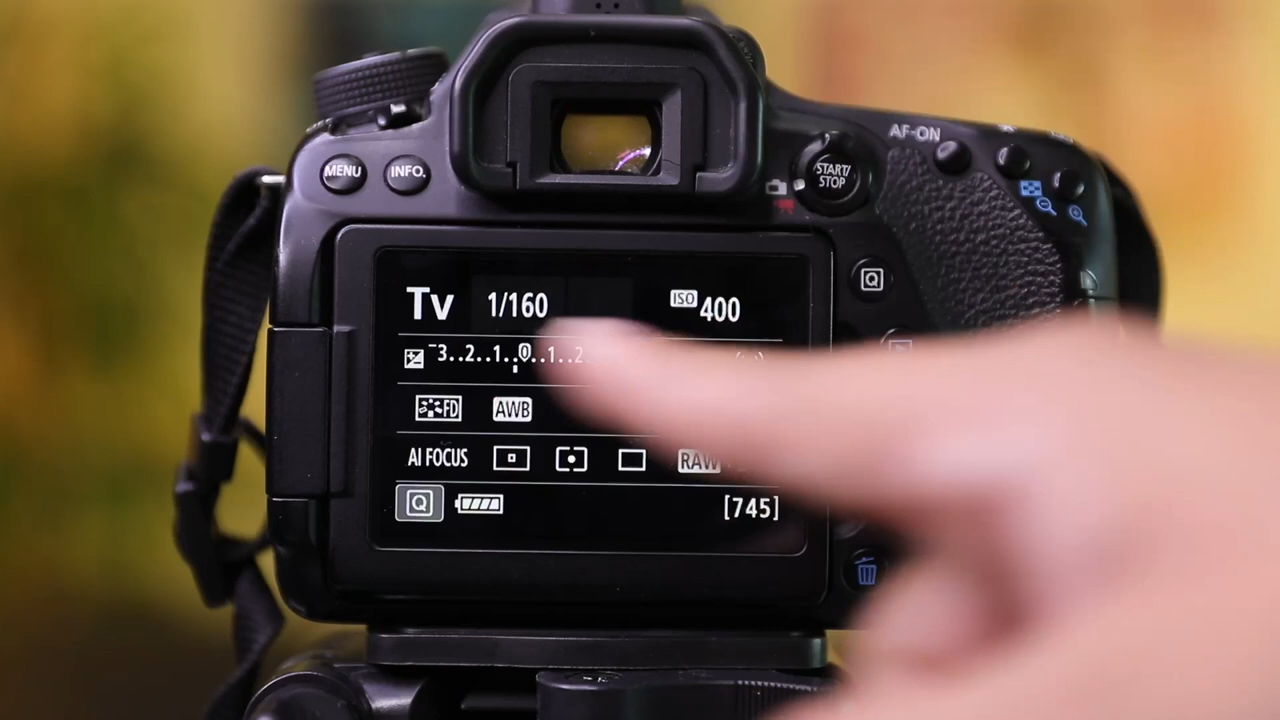 MENU INFO.
START/
STOP
AF-ON
Q
Tv 1/160 ISO 400
-3..2..1..0..1..2
FD AWB
AI FOCUS RAW
Q [745]